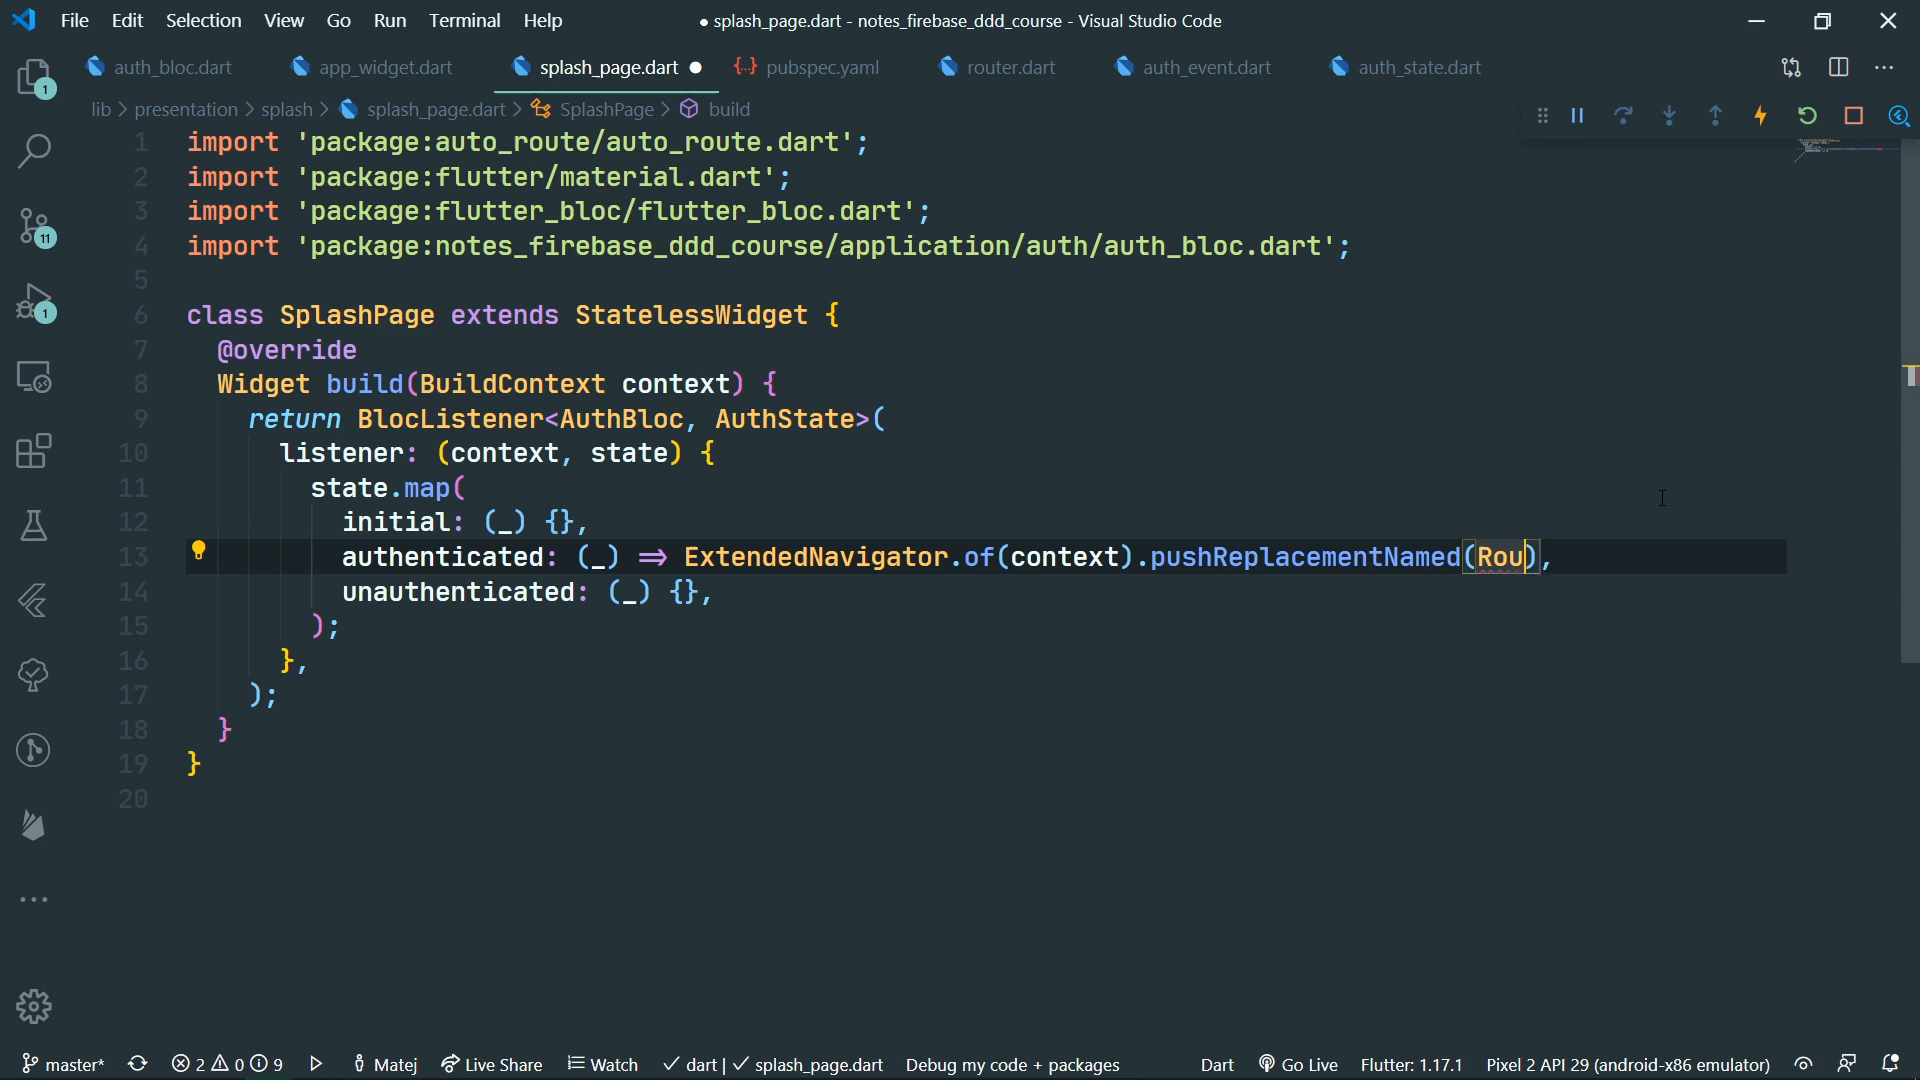 File Edit Selection View Go Run Terminal Help ● splash_page.dart - notes_firebase_ddd_course - Visual Studio Code
auth_bloc.dart app_widget.dart splash_page.dart ● {··} pubspec.yaml router.dart auth_event.dart auth_state.dart
1
lib > presentation > splash > splash_page.dart > SplashPage > build
1 import 'package:auto_route/auto_route.dart';
2 import 'package:flutter/material.dart';
3 import 'package:flutter_bloc/flutter_bloc.dart';
11
4 import 'package:notes_firebase_ddd_course/application/auth/auth_bloc.dart';
5
1
6 class SplashPage extends StatelessWidget {
7 @override
8 Widget build(BuildContext context) {
9 return BlocListener<AuthBloc, AuthState>(
10 listener: (context, state) {
11 state.map(
12 initial: (_) {},
13 authenticated: (_) => ExtendedNavigator.of(context).pushReplacementNamed(Rou),
14 unauthenticated: (_) {},
15 );
16 },
17 );
18 }
19 }
20
master* 2 0 9 Matej Live Share Watch ✓ dart | ✓ splash_page.dart Debug my code + packages Dart Go Live Flutter: 1.17.1 Pixel 2 API 29 (android-x86 emulator)